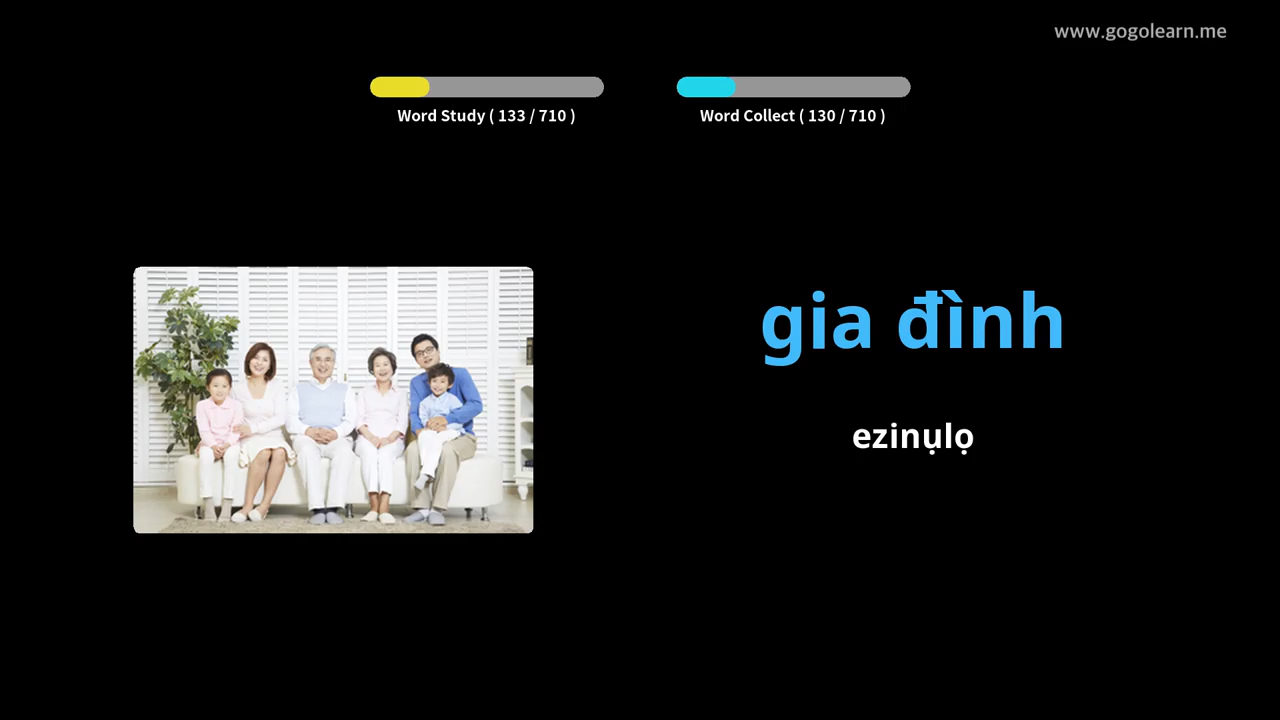 www.gogolearn.me
Word Study ( 133 / 710 )
Word Collect ( 130 / 710 )
gia đình
ezinụlọ